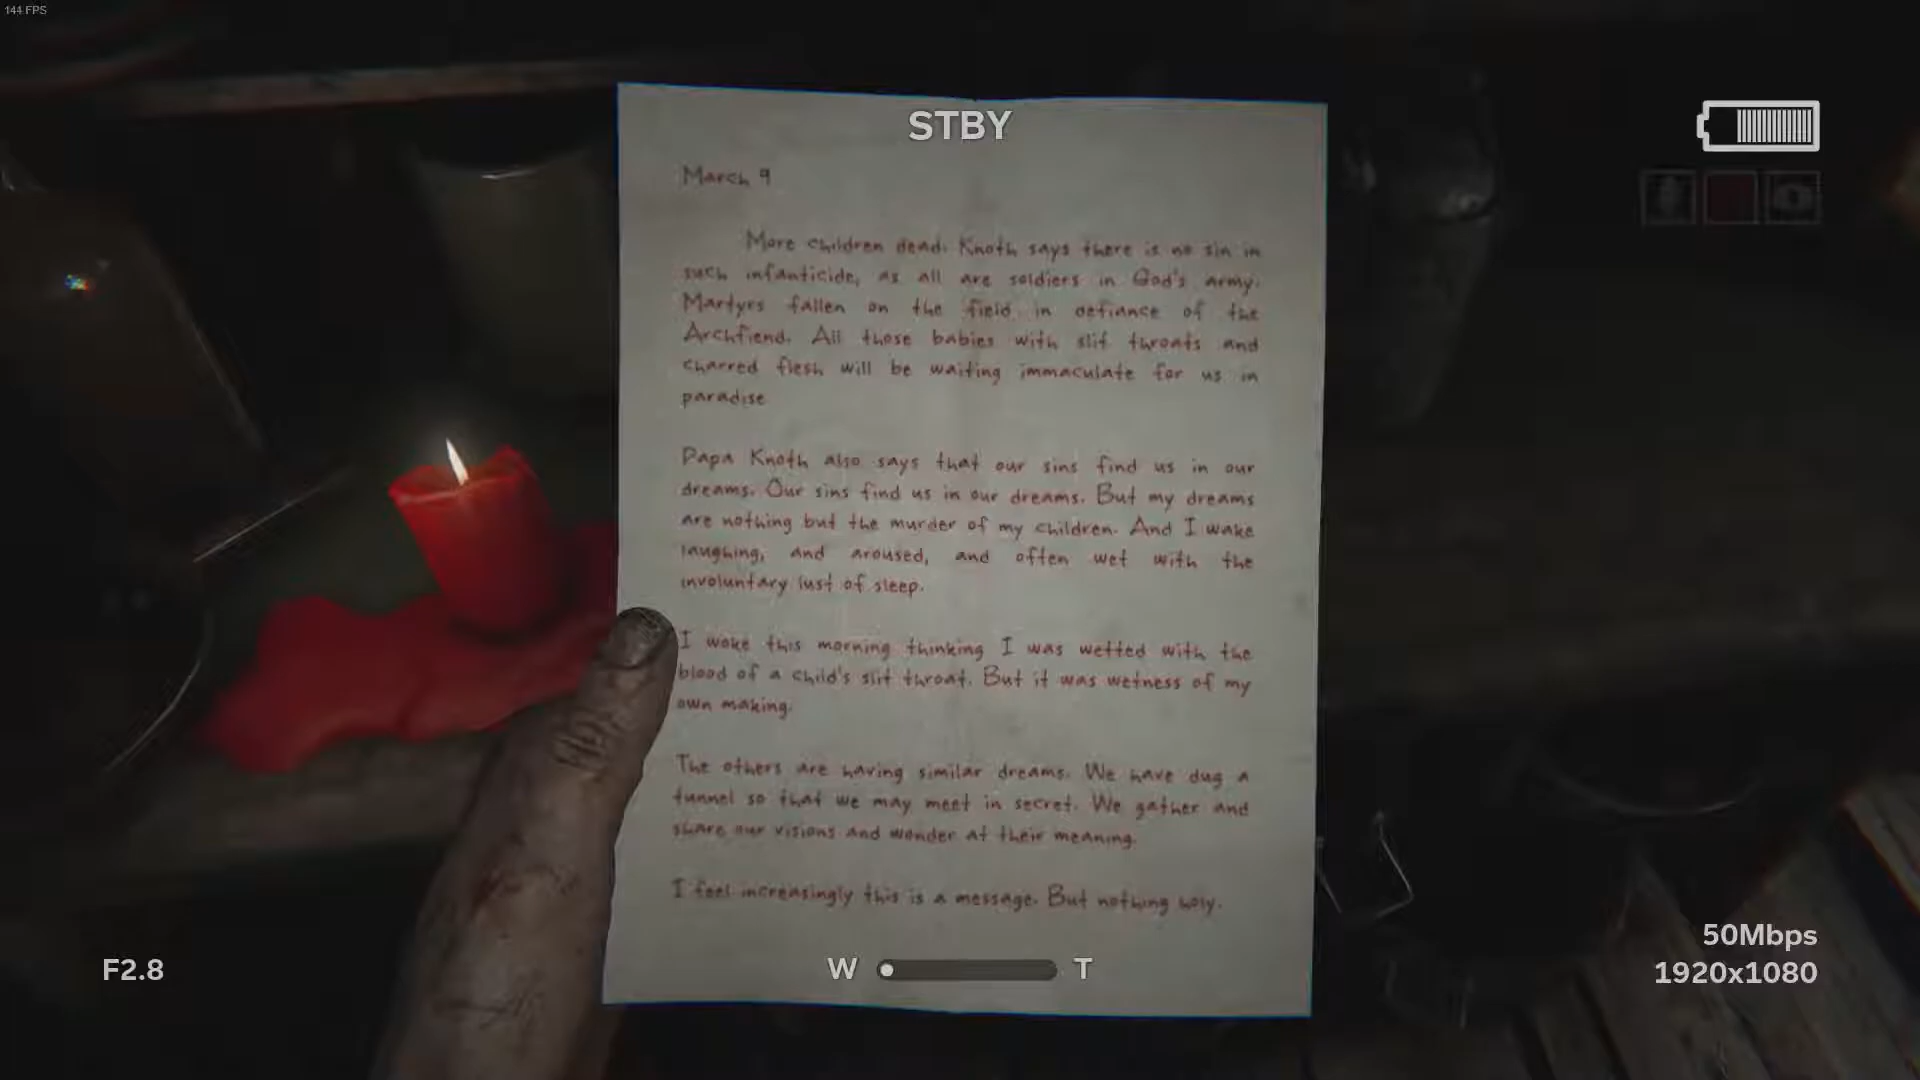 144 FPS
STBY
March 9
More children dead. Knoth says there is no sin in
such infanticide, as all are soldiers in God's army.
Martyrs fallen on the field in defiance of the
Archfiend. All those babies with slit throats and
charred flesh will be waiting immaculate for us in
paradise
Papa Knoth also says that our sins find us in our
dreams. Our sins find us in our dreams. But my dreams
are nothing but the murder of my children. And I wake
laughing, and aroused, and often wet with the
involuntary lust of sleep.
I woke this morning thinking I was wetted with the
blood of a child's slit throat. But it was wetness of my
own making.
The others are having similar dreams. We have dug a
tunnel so that we may meet in secret. We gather and
share our visions and wonder at their meaning.
I feel increasingly this is a message. But nothing holy.
F2.8
W T
50Mbps
1920x1080